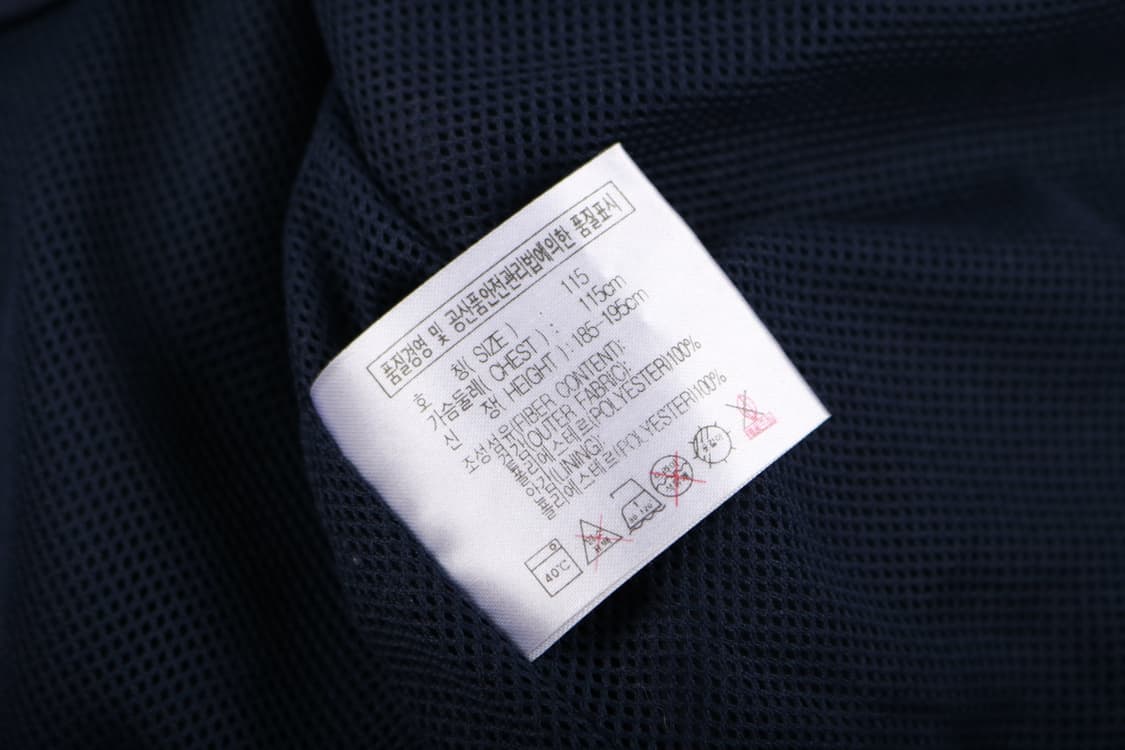 품질경영 및 공산품안전관리법에의한 품질표시
호 칭( SIZE ) : 115
가슴둘레( CHEST ) : 115cm
신 장( HEIGHT ) : 185-195cm
조성섬유(FIBER CONTENT):
겉감(OUTER FABRIC):
폴리에스테르(POLYESTER)100%
안감(LINING):
폴리에스테르(POLYESTER)100%
40℃
80-120